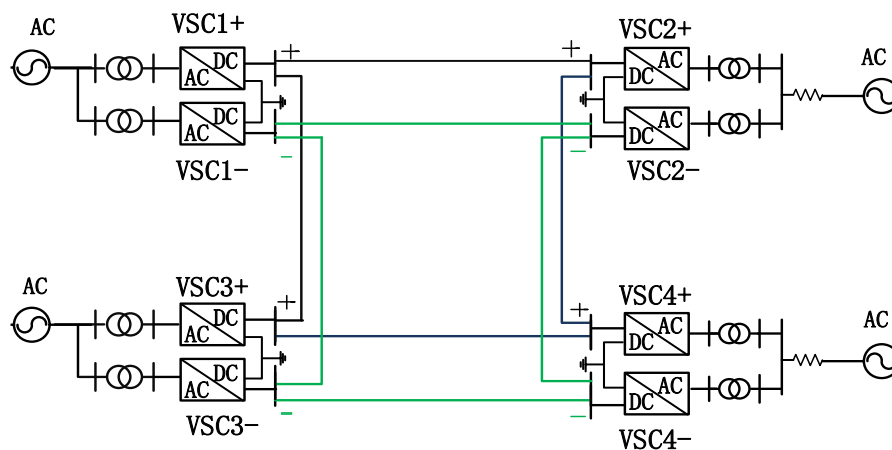 AC
VSC1+
DC
AC
+
DC
AC
VSC1-
−
VSC2+
AC
+
AC
DC
AC
DC
−
VSC2-
AC
VSC3+
DC
AC
+
DC
AC
VSC3-
−
VSC4+
AC
+
AC
DC
AC
DC
−
VSC4-